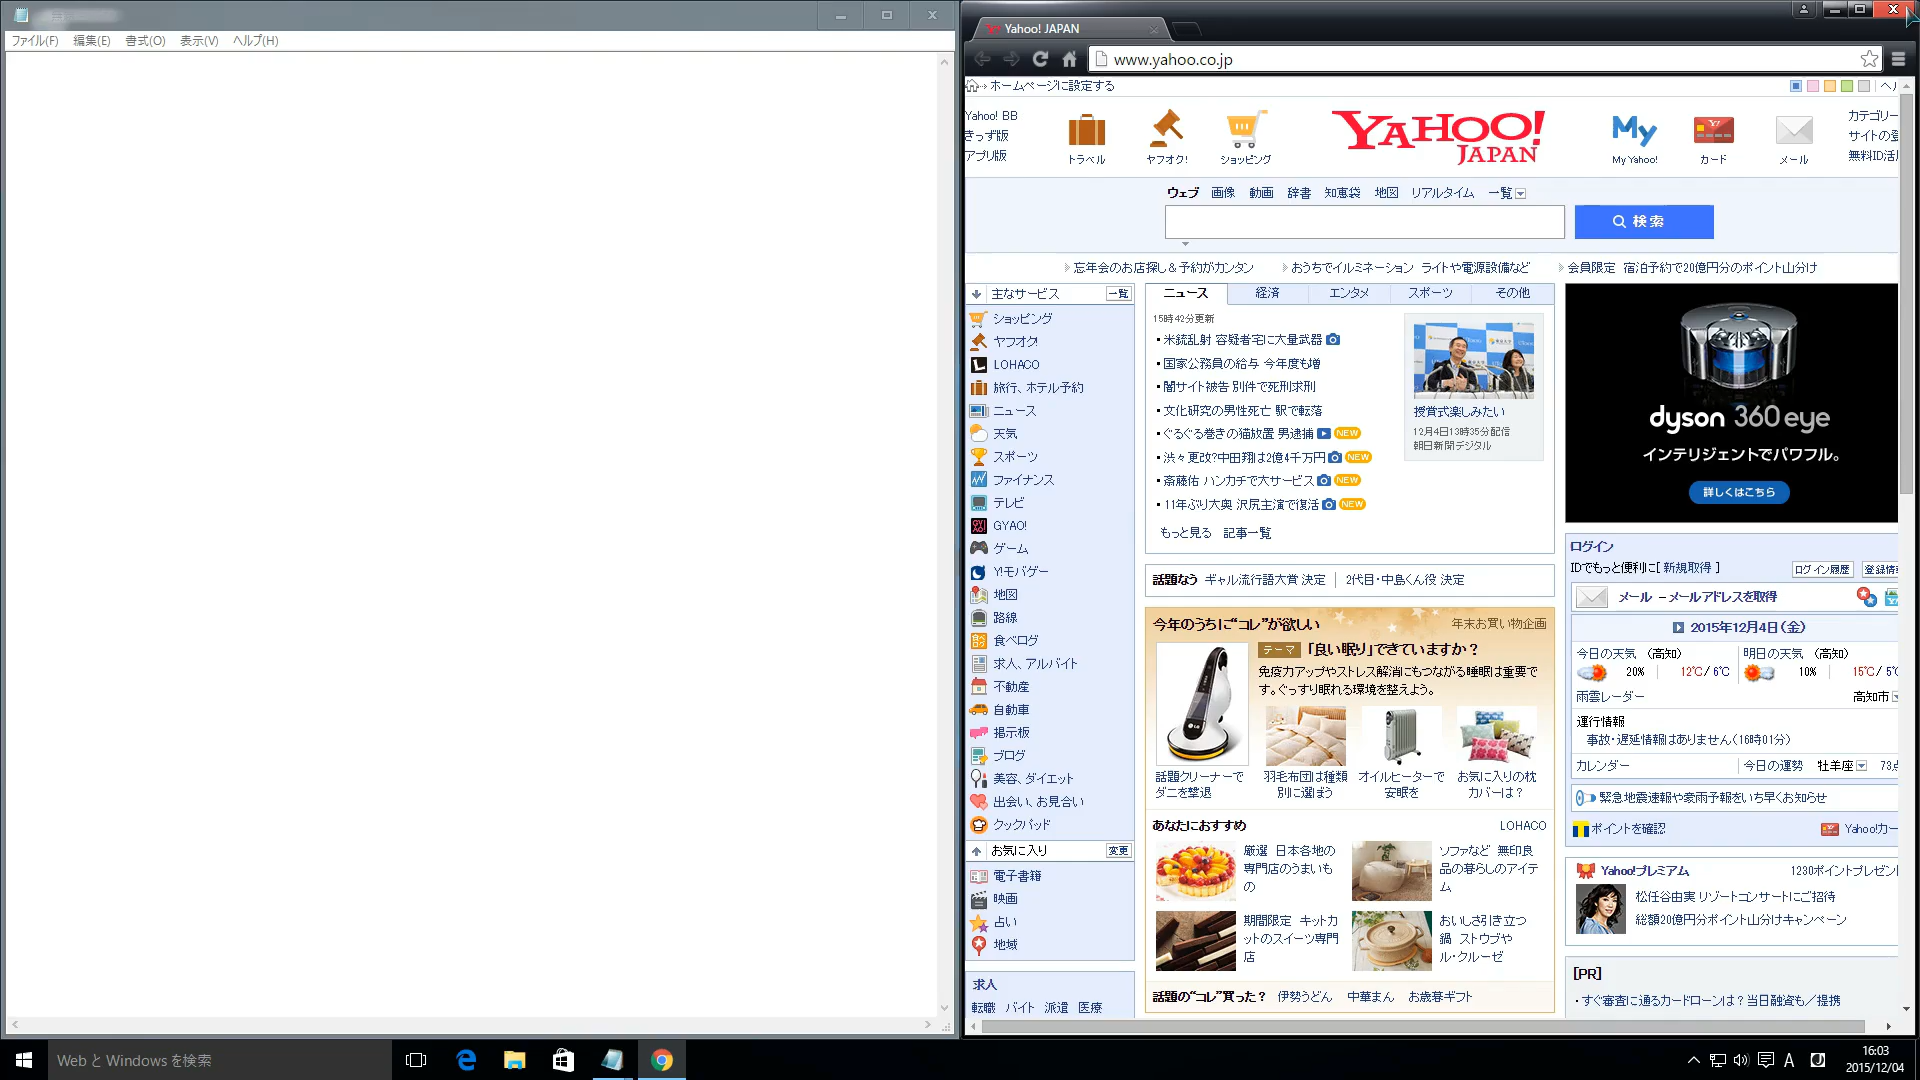 ファイル(F) 編集(E) 書式(O) 表示(V) ヘルプ(H)
Yahoo! JAPAN
www.yahoo.co.jp
ホームページに設定する
Yahoo! BB
きっず版
アプリ版
トラベル ヤフオク! ショッピング
YAHOO! JAPAN
My
My Yahoo! カード メール
カテゴリー
サイトの登
無料ID活用
ウェブ 画像 動画 辞書 知恵袋 地図 リアルタイム 一覧
検索
忘年会のお店探し＆予約がカンタン おうちでイルミネーション ライトや電源設備など 会員限定 宿泊予約で20億円分のポイント山分け
主なサービス 一覧
ショッピング
ヤフオク!
LOHACO
旅行、ホテル予約
ニュース
天気
スポーツ
ファイナンス
テレビ
GYAO!
ゲーム
Y!モバゲー
地図
路線
食べログ
求人、アルバイト
不動産
自動車
掲示板
ブログ
美容、ダイエット
出会い、お見合い
クックパッド
お気に入り 変更
電子書籍
映画
占い
地域
求人
転職 バイト 派遣 医療
ニュース 経済 エンタメ スポーツ その他
15時42分更新
・米銃乱射 容疑者宅に大量武器
・国家公務員の給与 今年度も増
・闇サイト被告 別件で死刑求刑
・文化研究の男性死亡 駅で転落
・ぐるぐる巻きの猫放置 男逮捕 NEW
・渋々更改?中田翔は2億4千万円 NEW
・斎藤佑 ハンカチで大サービス NEW
・11年ぶり大奥 沢尻主演で復活 NEW
もっと見る 記事一覧
授賞式楽しみたい
12月4日13時35分配信
朝日新聞デジタル
話題なう ギャル流行語大賞 決定 2代目・中島くん役 決定
今年のうちに“コレ”が欲しい 年末お買い物企画
テーマ 「良い眠り」できていますか？
免疫力アップやストレス解消にもつながる睡眠は重要で
す。ぐっすり眠れる環境を整えよう。
話題クリーナーで
ダニを撃退
羽毛布団は種類
別に選ぼう
オイルヒーターで
安眠を
お気に入りの枕
カバーは？
あなたにおすすめ LOHACO
厳選 日本各地の
専門店のうまいも
の
ソファなど 無印良
品の暮らしのアイテ
ム
期間限定 キットカ
ットのスイーツ専門
店
おいしさ引き立つ
鍋 ストウブや
ル・クルーゼ
話題の“コレ”買った？ 伊勢うどん 中華まん お歳暮ギフト
dyson 360 eye
インテリジェントでパワフル。
詳しくはこちら
ログイン
IDでもっと便利に[ 新規取得 ] ログイン履歴 登録情
メール －メールアドレスを取得
2015年12月4日(金)
今日の天気 (高知) 明日の天気 (高知)
20% 12℃/ 6℃ 10% 15℃/ 5
雨雲レーダー 高知市
運行情報
事故・遅延情報はありません(16時01分)
カレンダー 今日の運勢 牡羊座 73点
緊急地震速報や豪雨予報をいち早くお知らせ
ポイントを確認 Yahoo!カー
Yahoo!プレミアム 1230ポイントプレゼン
松任谷由実 リゾートコンサートにご招待
総額20億円分ポイント山分けキャンペーン
[PR]
・すぐ審査に通るカードローンは？当日融資も／提携
Web と Windows を検索
A
16:03
2015/12/04